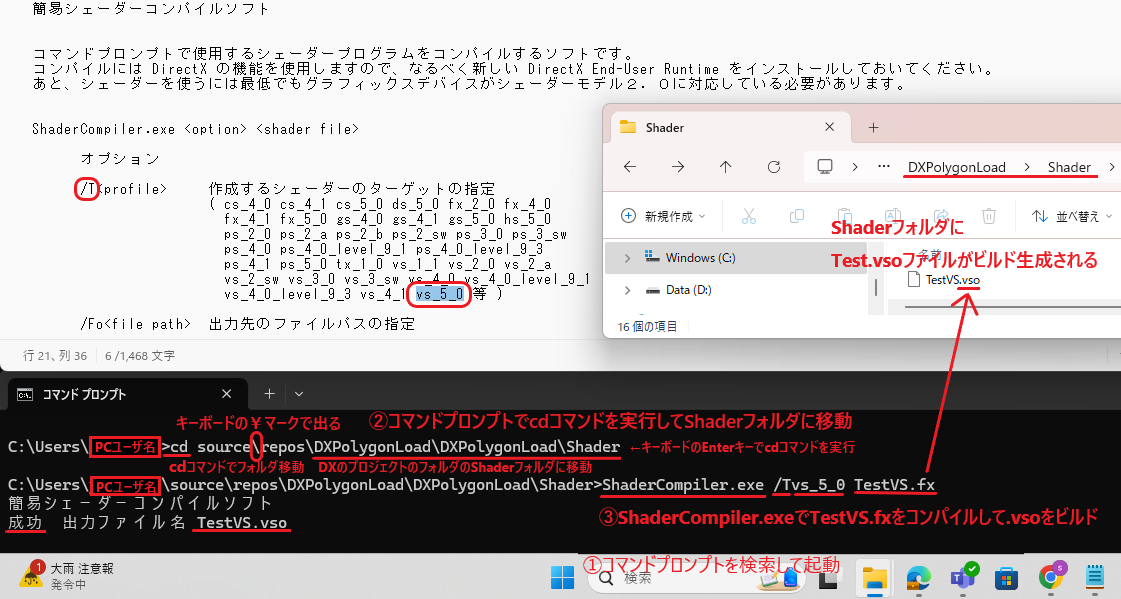 簡易シェーダーコンパイルソフト
コマンドプロンプトで使用するシェーダープログラムをコンパイルするソフトです。
コンパイルには DirectX の機能を使用しますので、なるべく新しい DirectX End-User Runtime をインストールしておいてください。
あと、シェーダーを使うには最低でもグラフィックスデバイスがシェーダーモデル２．０に対応している必要があります。
ShaderCompiler.exe <option> <shader file>
オプション
/T<profile> 作成するシェーダーのターゲットの指定
( cs_4_0 cs_4_1 cs_5_0 ds_5_0 fx_2_0 fx_4_0
fx_4_1 fx_5_0 gs_4_0 gs_4_1 gs_5_0 hs_5_0
ps_2_0 ps_2_a ps_2_b ps_2_sw ps_3_0 ps_3_sw
ps_4_0 ps_4_0_level_9_1 ps_4_0_level_9_3
ps_4_1 ps_5_0 tx_1_0 vs_1_1 vs_2_0 vs_2_a
vs_2_sw vs_3_0 vs_3_sw vs_4_0 vs_4_0_level_9_1
vs_4_0_level_9_3 vs_4_1 vs_5_0 等 )
/Fo<file path> 出力先のファイルパスの指定
行 21、列 36 6 /1,468 文字
Shader
DXPolygonLoad Shader
新規作成 並べ替え
Shaderフォルダに
名前
Windows (C:)
Test.vsoファイルがビルド生成される
TestVS.vso
Data (D:)
16 個の項目
コマンド プロンプト
キーボードの￥マークで出る ②コマンドプロンプトでcdコマンドを実行してShaderフォルダに移動
C:\Users\PCユーザ名>cd source\repos\DXPolygonLoad\DXPolygonLoad\Shader ←キーボードのEnterキーでcdコマンドを実行
cdコマンドでフォルダ移動 DXのプロジェクトのフォルダのShaderフォルダに移動
C:\Users\PCユーザ名\source\repos\DXPolygonLoad\DXPolygonLoad\Shader>ShaderCompiler.exe /Tvs_5_0 TestVS.fx
簡易シェーダーコンパイルソフト
成功 出力ファイル名 TestVS.vso
③ShaderCompiler.exeでTestVS.fxをコンパイルして.vsoをビルド
①コマンドプロンプトを検索して起動
1
大雨 注意報
発令中
検索
S